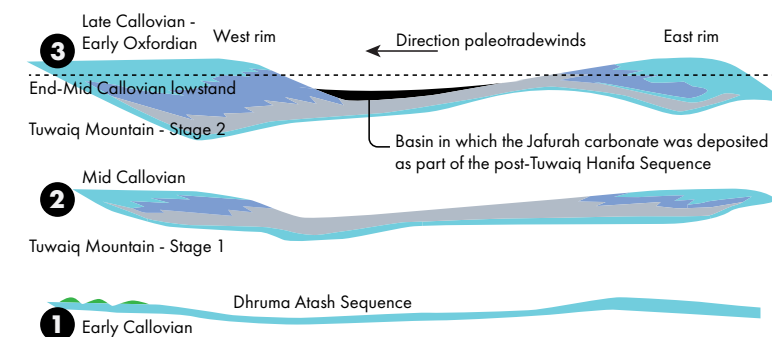 Late Callovian -
Early Oxfordian
West rim
Direction paleotradewinds
East rim
3
End-Mid Callovian lowstand
Tuwaiq Mountain - Stage 2
Basin in which the Jafurah carbonate was deposited
as part of the post-Tuwaiq Hanifa Sequence
Mid Callovian
2
Tuwaiq Mountain - Stage 1
Dhruma Atash Sequence
1
Early Callovian